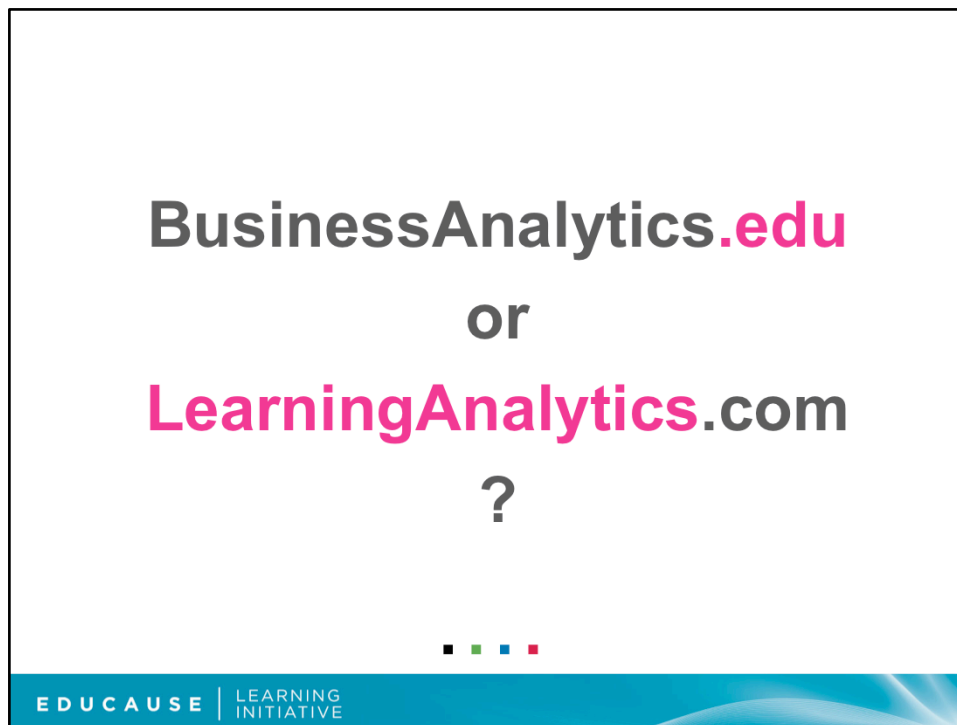 BusinessAnalytics.edu
or
LearningAnalytics.com
?
EDUCAUSE
LEARNING
INITIATIVE